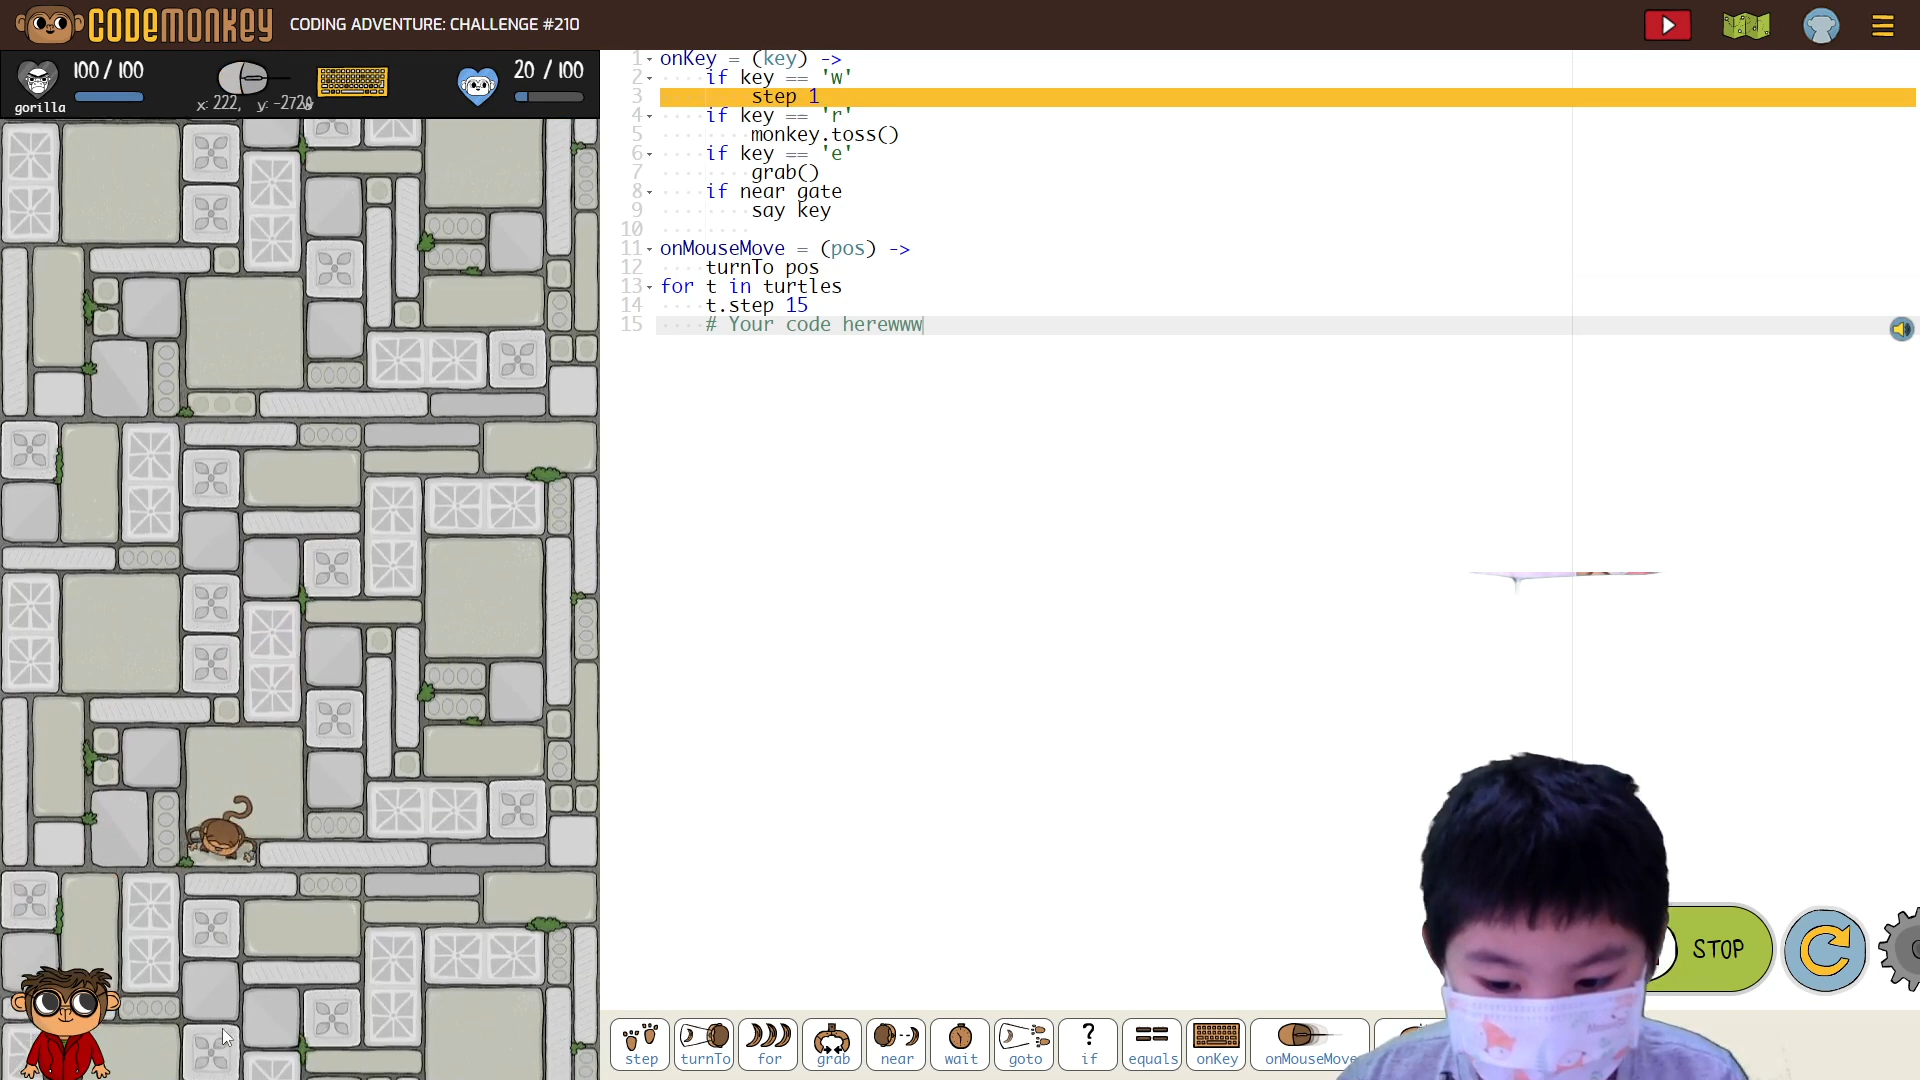 CODEMONKEY CODING ADVENTURE: CHALLENGE #210
100 / 100
20 / 100
gorilla
x: 222,
1 onKey = (key) ->
2 if key == 'w'
3 step 1
4 if key == 'r'
5 monkey.toss()
6 if key == 'e'
7 grab()
8 if near gate
9 say key
10
11 onMouseMove = (pos) ->
12 turnTo pos
13 for t in turtles
14 t.step 15
15 # Your code herewww
STOP
step turnTo for grab near wait goto if equals onKey onMouseMove